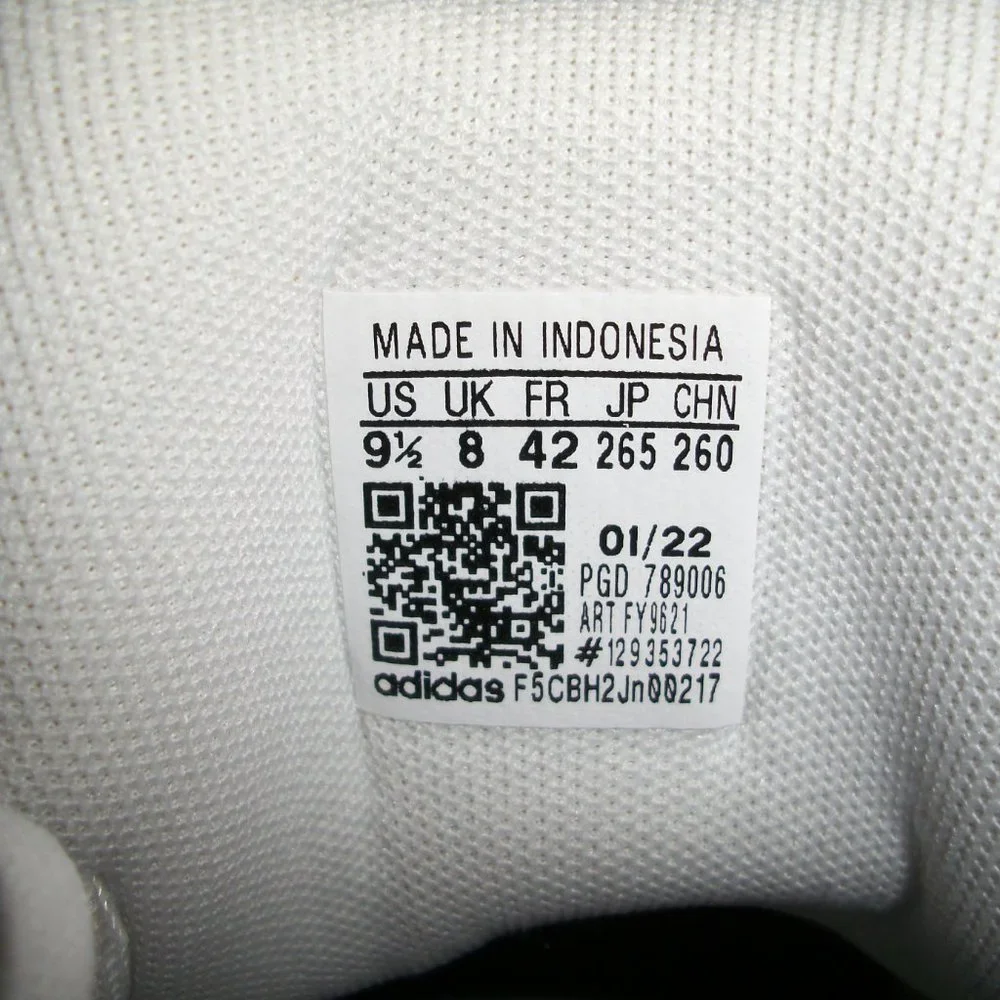 MADE IN INDONESIA
US UK FR JP CHN
9½ 8 42 265 260
01/22
PGD 789006
ART FY9621
#129353722
adidas F5CBH2Jn00217